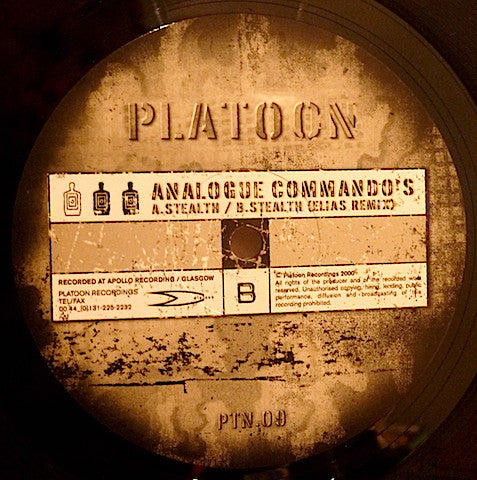 PLATOON
ANALOGUE COMMANDO'S
A.STEALTH / B.STEALTH (ELIAS REMIX)
RECORDED AT APOLLO RECORDING / GLASGOW
PLATOON RECORDINGS
TEL/FAX
00 44 (0)131-225-2232
B
© Platoon Recordings 2000
All rights of the producer and of the recorded work
reserved. Unauthorised copying, hiring, lending, public
performance, diffusion and broadcasting of this
recording prohibited.
PTN.09